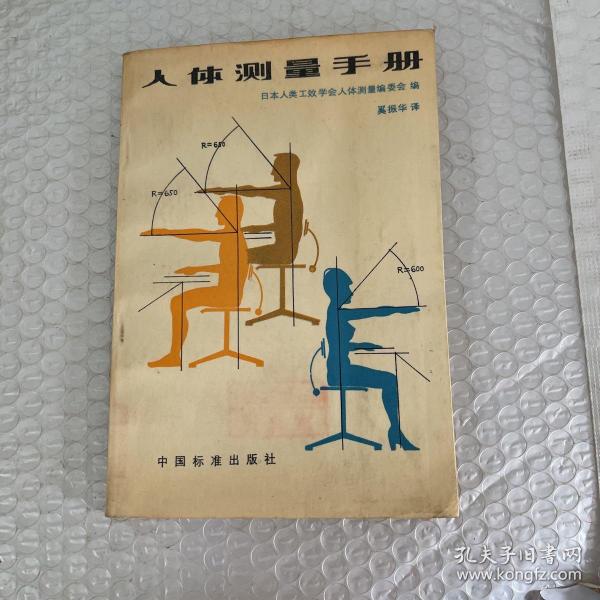 人体测量手册
日本人类工效学会人体测量编委会 编
奚振华 译
R=650
R=650
R=600
中国标准出版社
孔夫子旧书网
www.kongfz.com